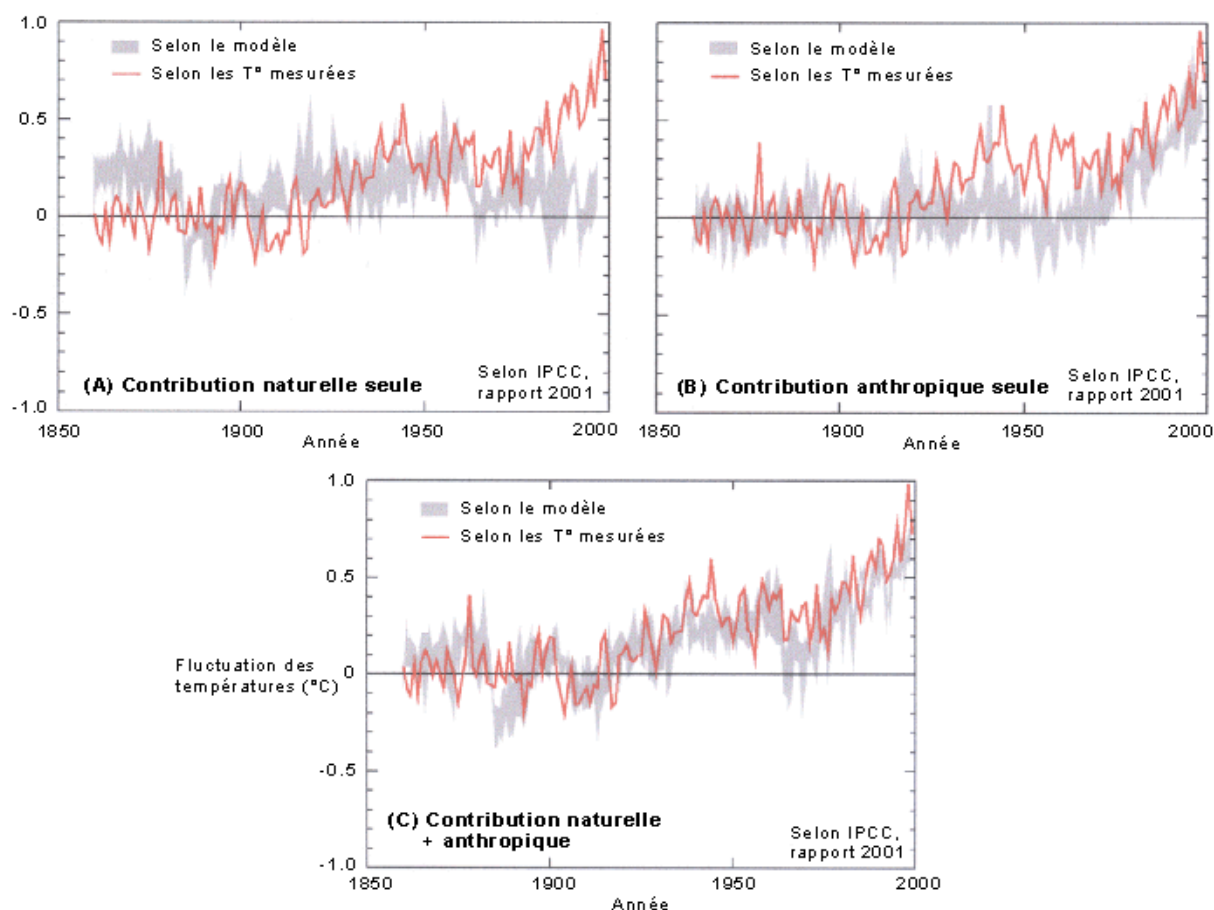 1.0
0.5
0
-0.5
-1.0
Selon le modèle
Selon les T° mesurées
(A) Contribution naturelle seule
Selon IPCC,
rapport 2001
1850
1900
1950
2000
Année
Selon le modèle
Selon les T° mesurées
(B) Contribution anthropique seule
Selon IPCC,
rapport 2001
1850
1900
1950
2000
Année
1.0
0.5
0
-0.5
-1.0
Fluctuation des
températures (°C)
Selon le modèle
Selon les T° mesurées
(C) Contribution naturelle
+ anthropique
Selon IPCC,
rapport 2001
1850
1900
1950
2000
Année